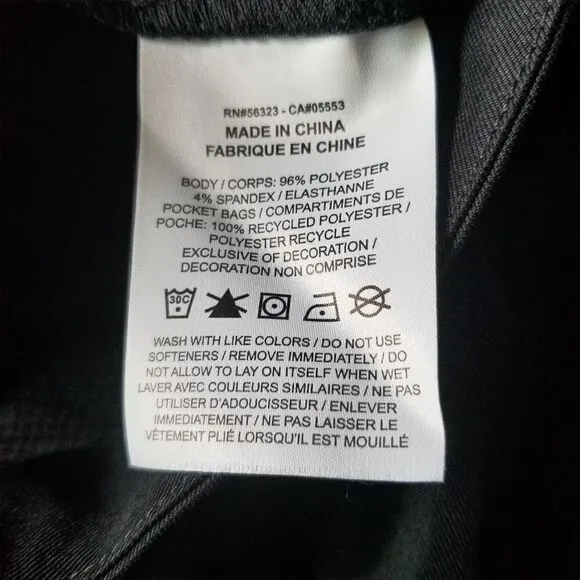 RN#56323 - CA#05553
MADE IN CHINA
FABRIQUE EN CHINE
BODY / CORPS: 96% POLYESTER
4% SPANDEX / ELASTHANNE
POCKET BAGS / COMPARTIMENTS DE
POCHE: 100% RECYCLED POLYESTER /
POLYESTER RECYCLE
EXCLUSIVE OF DECORATION /
DECORATION NON COMPRISE
30C
WASH WITH LIKE COLORS / DO NOT USE
SOFTENERS / REMOVE IMMEDIATELY / DO
NOT ALLOW TO LAY ON ITSELF WHEN WET
LAVER AVEC COULEURS SIMILAIRES / NE PAS
UTILISER D'ADOUCISSEUR / ENLEVER
IMMEDIATEMENT / NE PAS LAISSER LE
VÊTEMENT PLIÉ LORSQU'IL EST MOUILLÉ